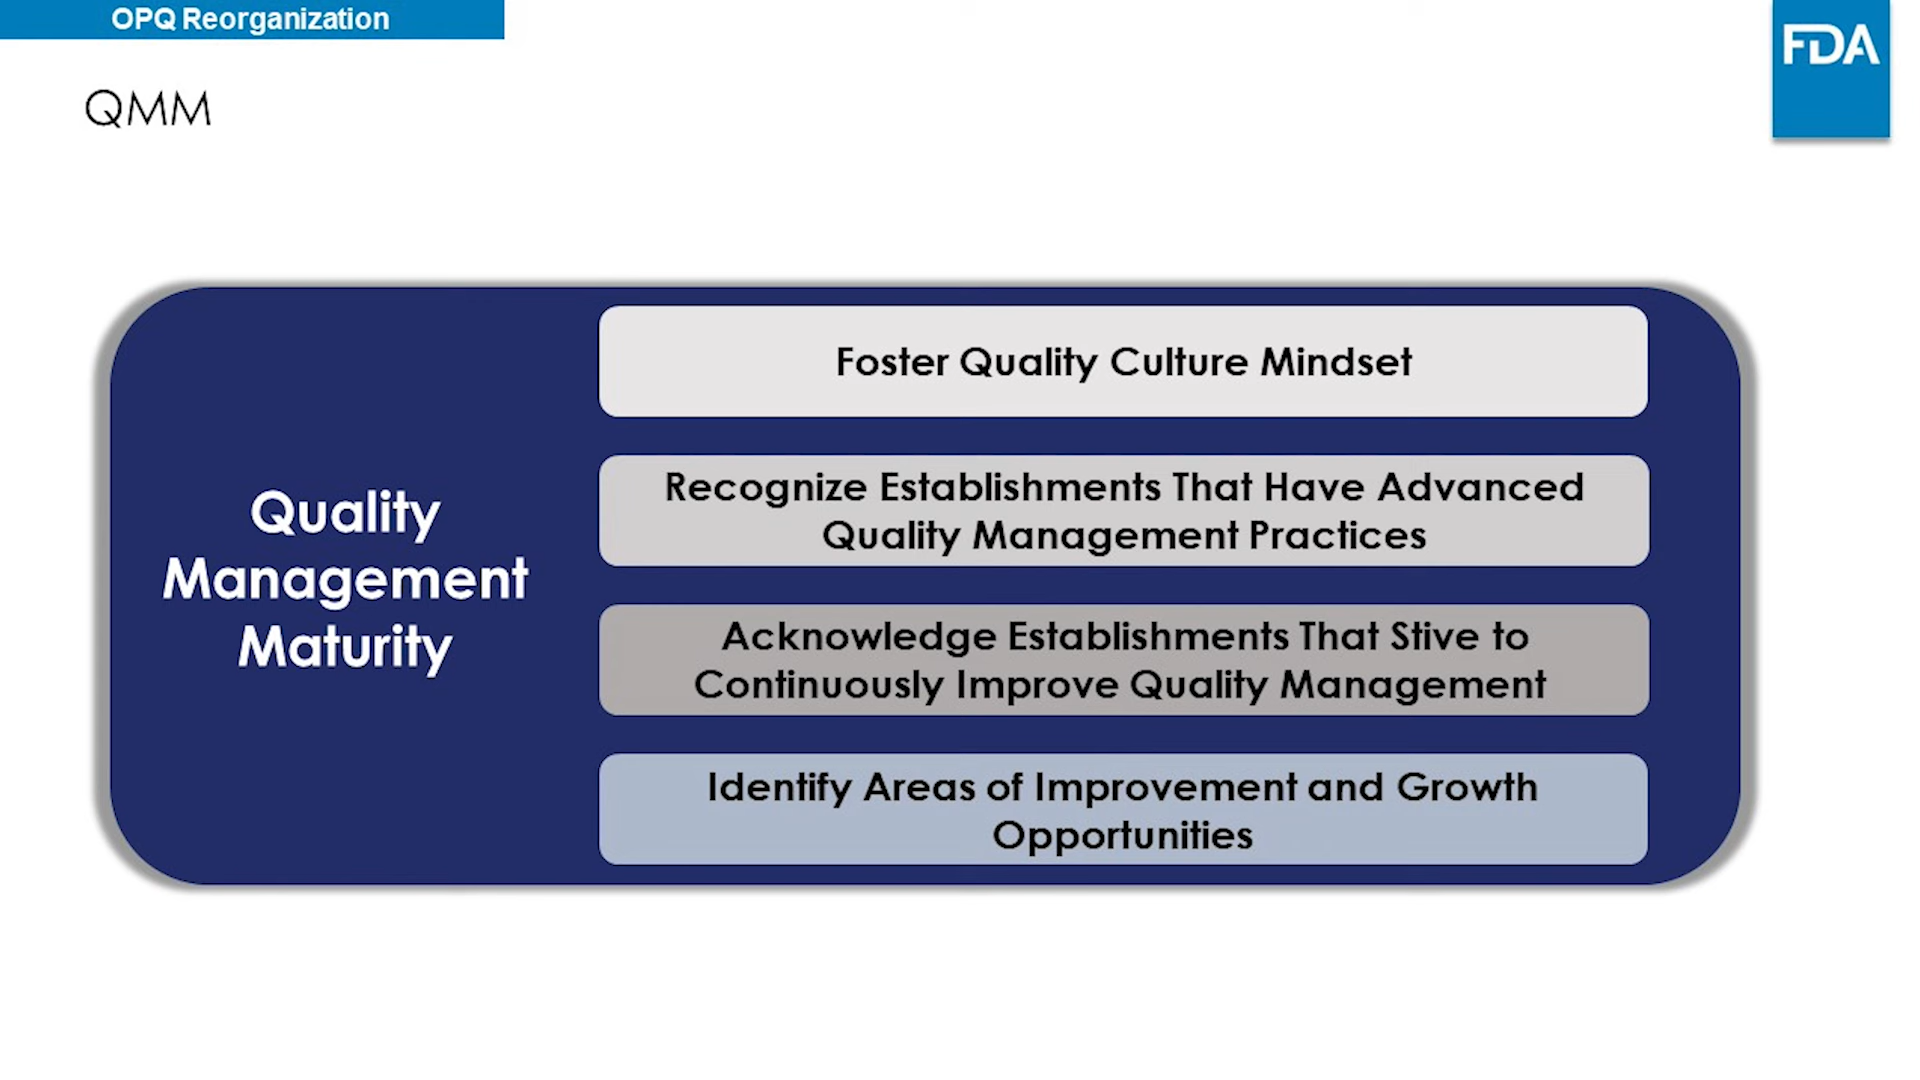 OPQ Reorganization
FDA
QMM
Quality
Management
Maturity
Foster Quality Culture Mindset
Recognize Establishments That Have Advanced
Quality Management Practices
Acknowledge Establishments That Stive to
Continuously Improve Quality Management
Identify Areas of Improvement and Growth
Opportunities